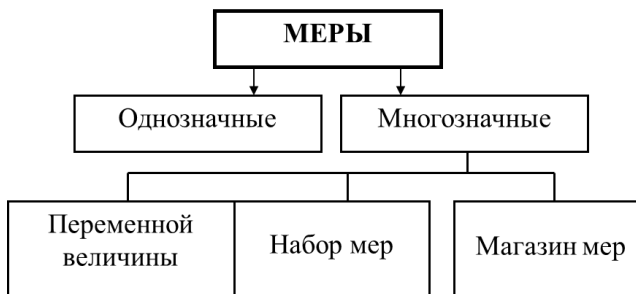 МЕРЫ
Однозначные
Многозначные
Переменной
величины
Набор мер
Магазин мер